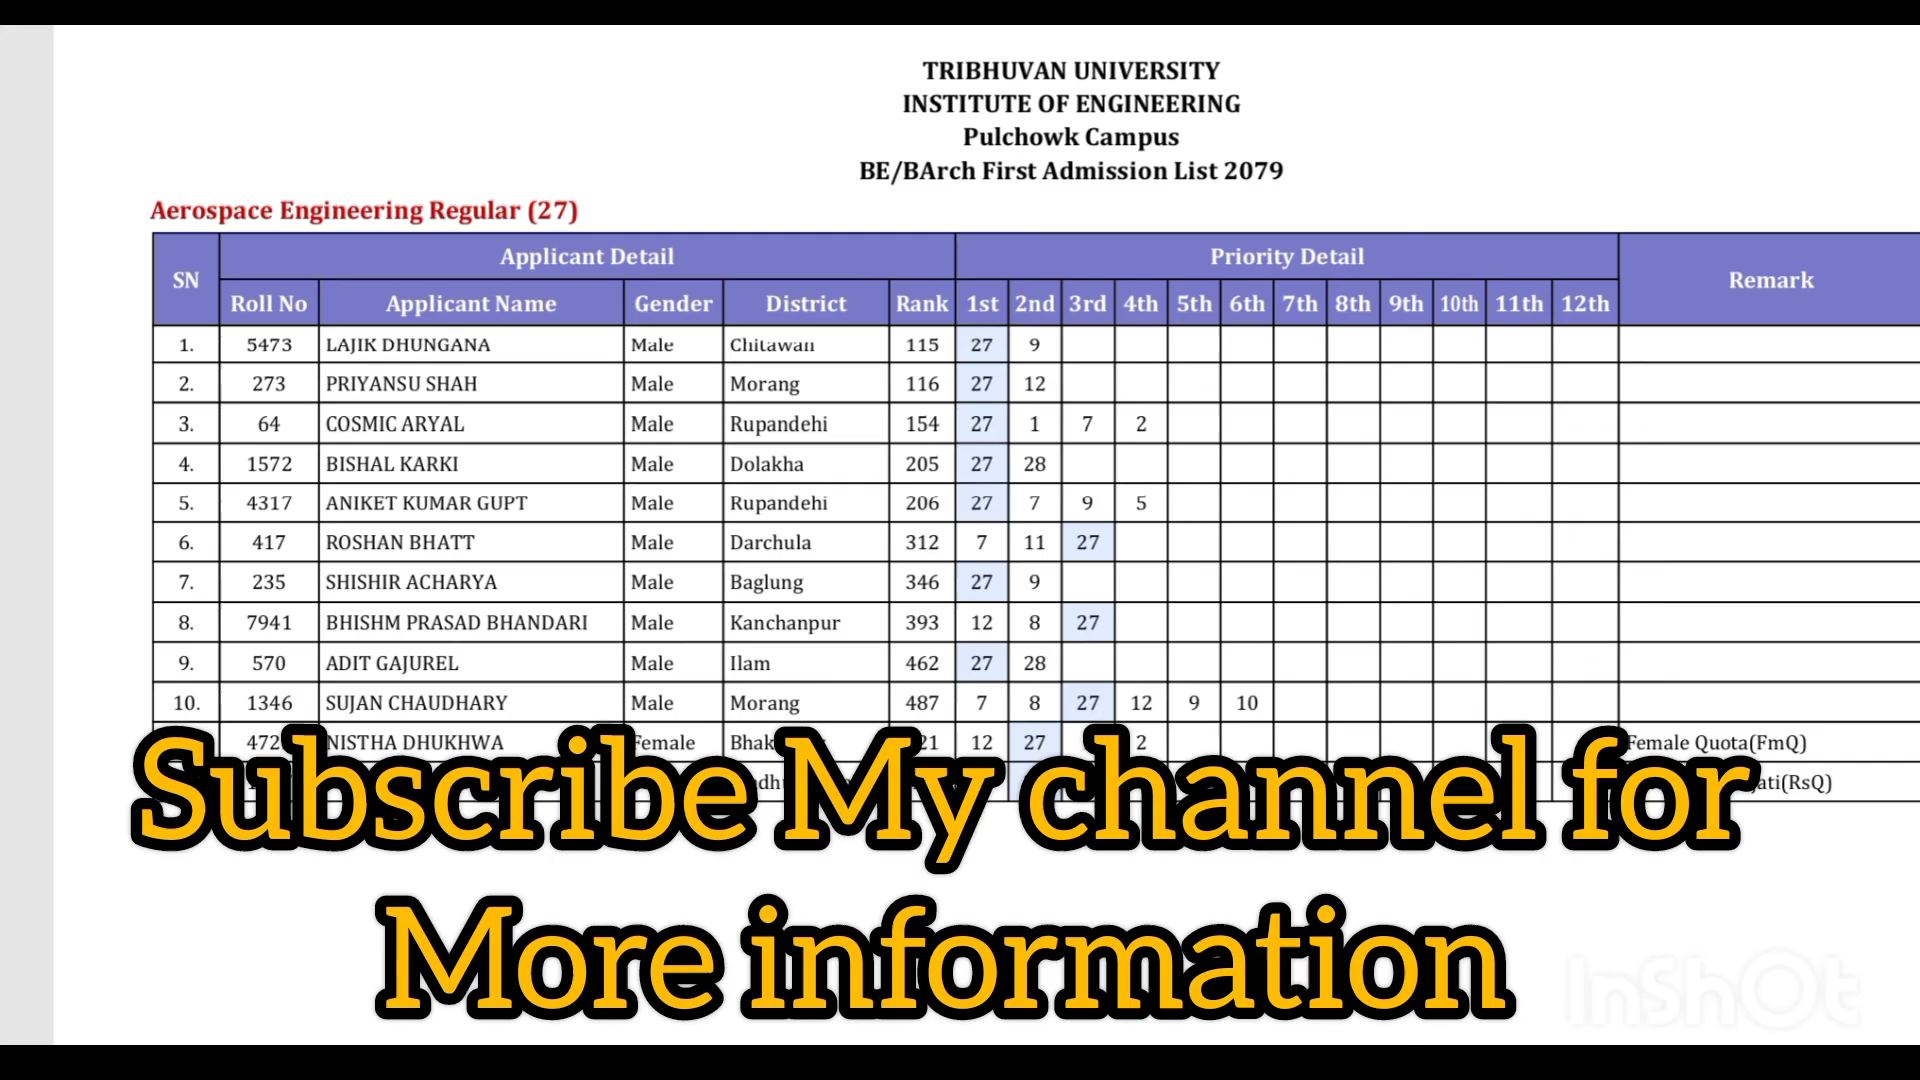 TRIBHUVAN UNIVERSITY
INSTITUTE OF ENGINEERING
Pulchowk Campus
BE/BArch First Admission List 2079
Aerospace Engineering Regular (27)
SN Applicant Detail Priority Detail Remark
Roll No Applicant Name Gender District Rank 1st 2nd 3rd 4th 5th 6th 7th 8th 9th 10th 11th 12th
1. 5473 LAJIK DHUNGANA Male Chitawan 115 27 9
2. 273 PRIYANSU SHAH Male Morang 116 27 12
3. 64 COSMIC ARYAL Male Rupandehi 154 27 1 7 2
4. 1572 BISHAL KARKI Male Dolakha 205 27 28
5. 4317 ANIKET KUMAR GUPT Male Rupandehi 206 27 7 9 5
6. 417 ROSHAN BHATT Male Darchula 312 7 11 27
7. 235 SHISHIR ACHARYA Male Baglung 346 27 9
8. 7941 BHISHM PRASAD BHANDARI Male Kanchanpur 393 12 8 27
9. 570 ADIT GAJUREL Male Ilam 462 27 28
10. 1346 SUJAN CHAUDHARY Male Morang 487 7 8 27 12 9 10
NISTHA DHUKHWA Female 12 27 2 Female Quota(FmQ)
Subscribe My channel for
More information
InShOt